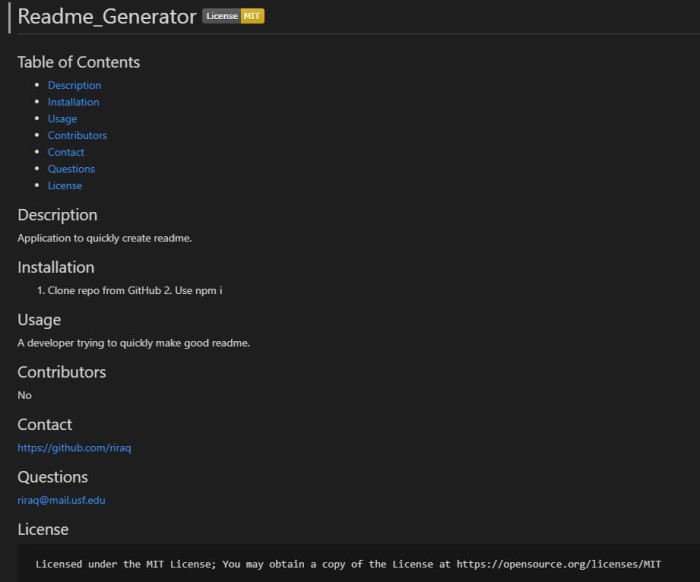 Readme_Generator License MIT
Table of Contents
Description
Installation
Usage
Contributors
Contact
Questions
License
Description
Application to quickly create readme.
Installation
1. Clone repo from GitHub 2. Use npm i
Usage
A developer trying to quickly make good readme.
Contributors
No
Contact
https://github.com/riraq
Questions
riraq@mail.usf.edu
License
Licensed under the MIT License; You may obtain a copy of the License at https://opensource.org/licenses/MIT